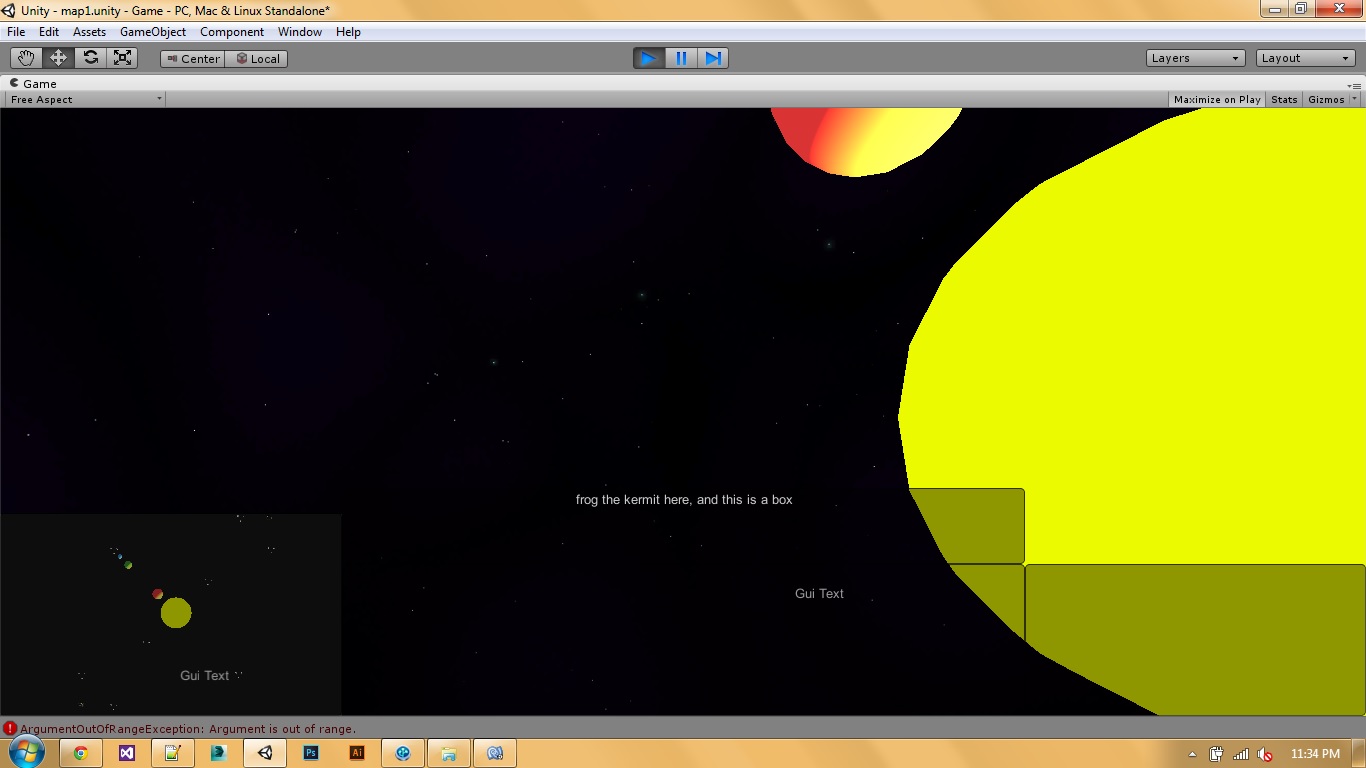 Unity - map1.unity - Game - PC, Mac & Linux Standalone*
File Edit Assets GameObject Component Window Help
Center Local Layers Layout
Game
Free Aspect Maximize on Play Stats Gizmos
frog the kermit here, and this is a box
Gui Text
Gui Text
ArgumentOutOfRangeException: Argument is out of range.
Ps Ai 11:34 PM